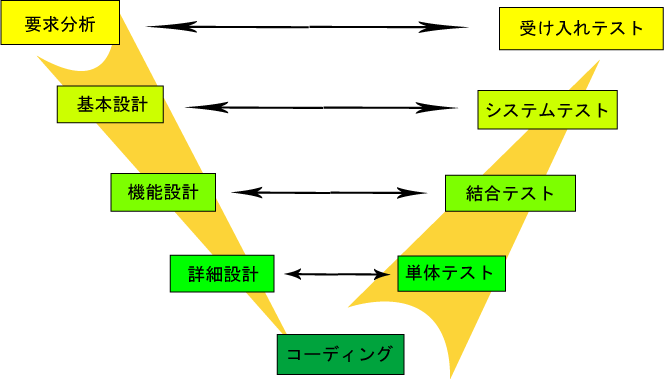 要求分析
受け入れテスト
基本設計
システムテスト
機能設計
結合テスト
詳細設計
単体テスト
コーディング